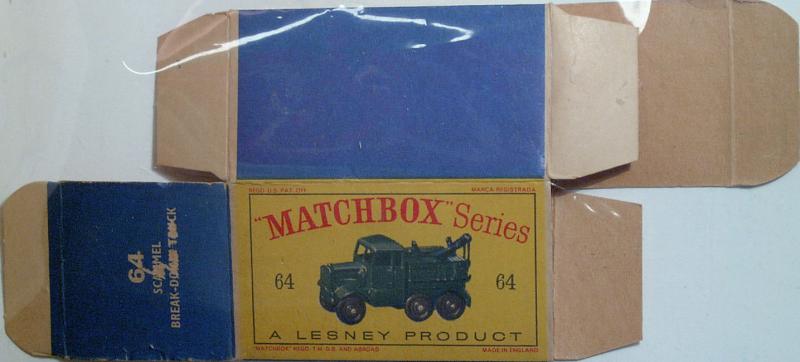 REGD. U.S. PAT. OFF.
MARCA REGISTRADA
"MATCHBOX" Series
64
64
A LESNEY PRODUCT
"MATCHBOX" REGD. T.M. G.B. AND ABROAD
MADE IN ENGLAND
64
SCAMMEL
BREAK-DOWN TRUCK